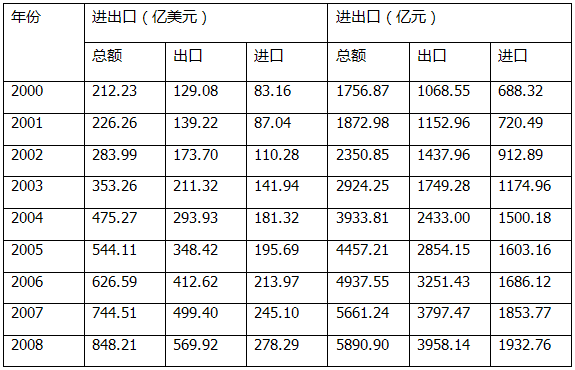 年份 进出口（亿美元） 进出口（亿元）
总额 出口 进口 总额 出口 进口
2000 212.23 129.08 83.16 1756.87 1068.55 688.32
2001 226.26 139.22 87.04 1872.98 1152.96 720.49
2002 283.99 173.70 110.28 2350.85 1437.96 912.89
2003 353.26 211.32 141.94 2924.25 1749.28 1174.96
2004 475.27 293.93 181.32 3933.81 2433.00 1500.18
2005 544.11 348.42 195.69 4457.21 2854.15 1603.16
2006 626.59 412.62 213.97 4937.55 3251.43 1686.12
2007 744.51 499.40 245.10 5661.24 3797.47 1853.77
2008 848.21 569.92 278.29 5890.90 3958.14 1932.76